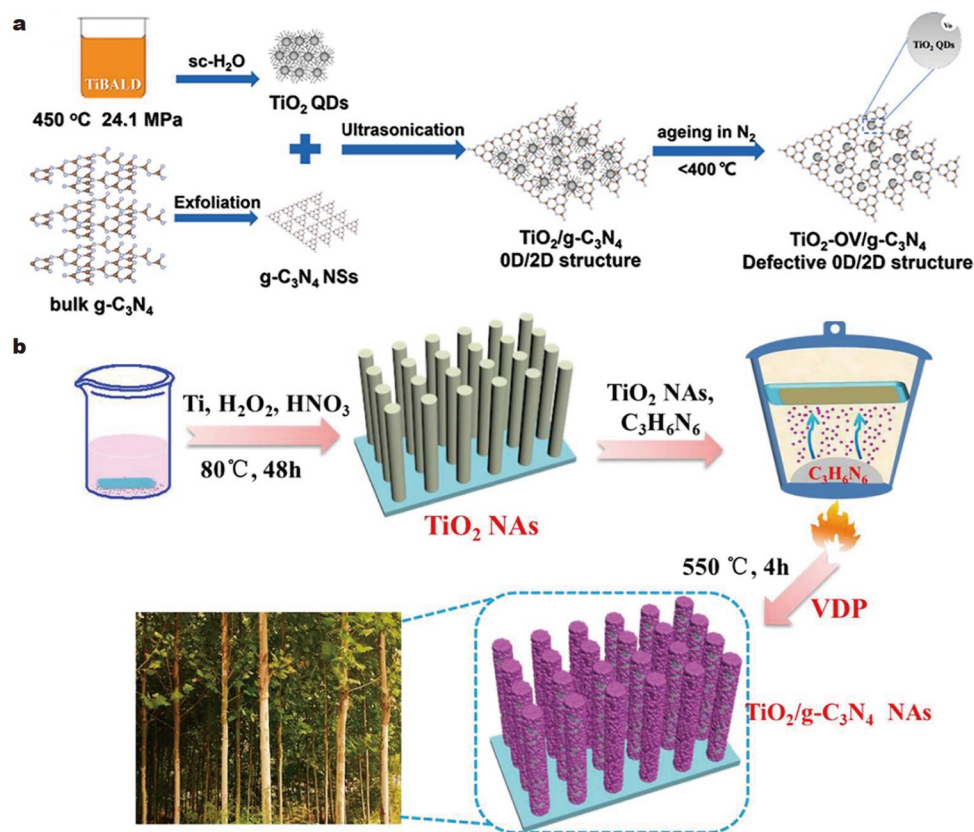 a
TiBALD
450 °C 24.1 MPa
sc-H₂O
TiO₂ QDs
bulk g-C₃N₄
Exfoliation
g-C₃N₄ NSs
Ultrasonication
TiO₂/g-C₃N₄
0D/2D structure
ageing in N₂
<400 ℃
Vo
TiO₂ QDs
TiO₂-OV/g-C₃N₄
Defective 0D/2D structure
b
Ti, H₂O₂, HNO₃
80℃, 48h
TiO₂ NAs
TiO₂ NAs,
C₃H₆N₆
C₃H₆N₆
550 ℃, 4h
VDP
TiO₂/g-C₃N₄ NAs